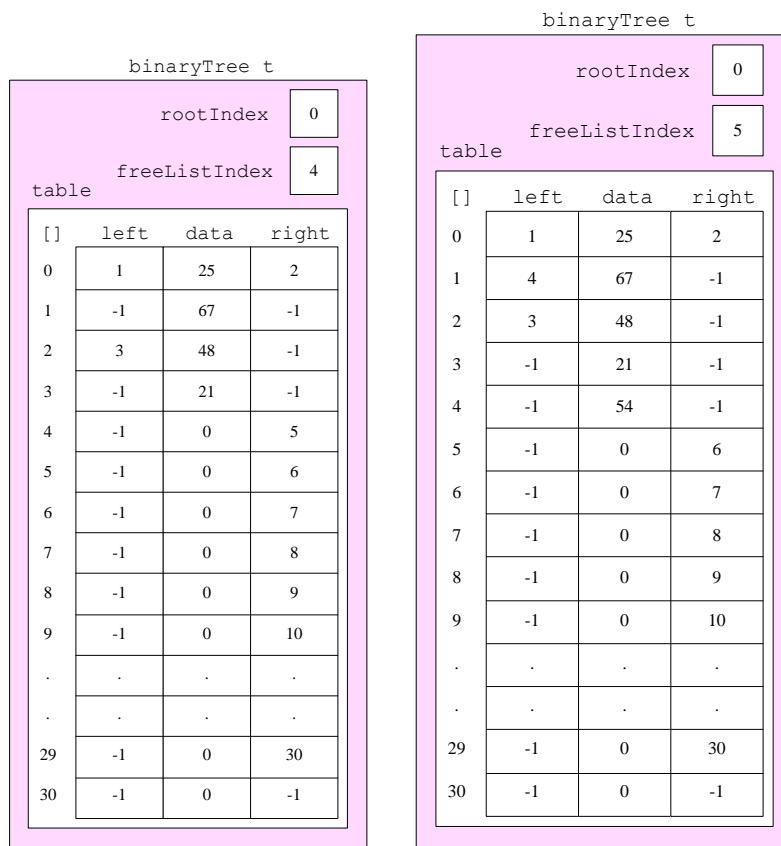 binaryTree t
rootIndex 0
freeListIndex 4
table
[] left data right
0 1 25 2
1 -1 67 -1
2 3 48 -1
3 -1 21 -1
4 -1 0 5
5 -1 0 6
6 -1 0 7
7 -1 0 8
8 -1 0 9
9 -1 0 10
. . . .
. . . .
29 -1 0 30
30 -1 0 -1
binaryTree t
rootIndex 0
freeListIndex 5
table
[] left data right
0 1 25 2
1 4 67 -1
2 3 48 -1
3 -1 21 -1
4 -1 54 -1
5 -1 0 6
6 -1 0 7
7 -1 0 8
8 -1 0 9
9 -1 0 10
. . . .
. . . .
29 -1 0 30
30 -1 0 -1